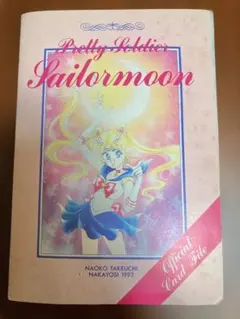 Pretty Soldier
Sailormoon
NAOKO TAKEUCHI
NAKAYOSI 1992
Official
Card File